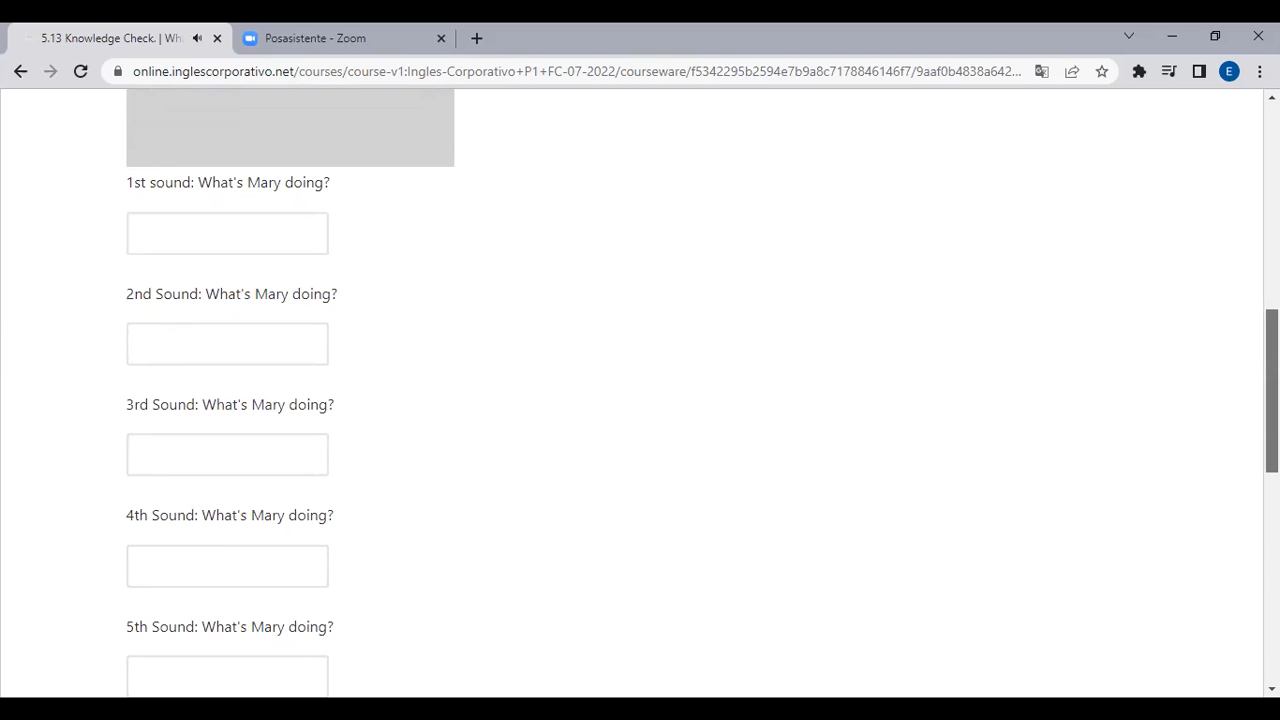 5.13 Knowledge Check. | Wh
Posasistente - Zoom
online.inglescorporativo.net/courses/course-v1:Ingles-Corporativo+P1+FC-07-2022/courseware/f5342295b2594e7b9a8c7178846146f7/9aaf0b4838a642...
E
1st sound: What's Mary doing?
2nd Sound: What's Mary doing?
3rd Sound: What's Mary doing?
4th Sound: What's Mary doing?
5th Sound: What's Mary doing?